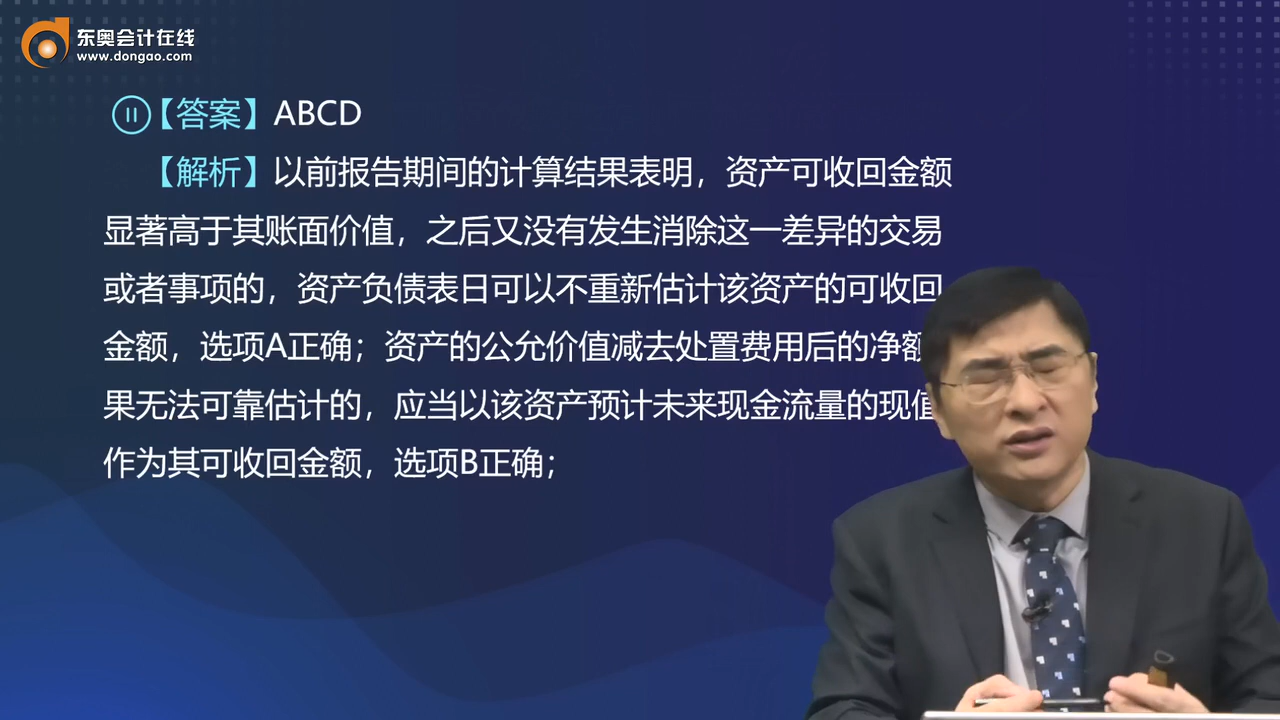 东奥会计在线
www.dongao.com
【答案】ABCD
【解析】以前报告期间的计算结果表明，资产可收回金额
显著高于其账面价值，之后又没有发生消除这一差异的交易
或者事项的，资产负债表日可以不重新估计该资产的可收回
金额，选项A正确；资产的公允价值减去处置费用后的净额
果无法可靠估计的，应当以该资产预计未来现金流量的现值
作为其可收回金额，选项B正确；